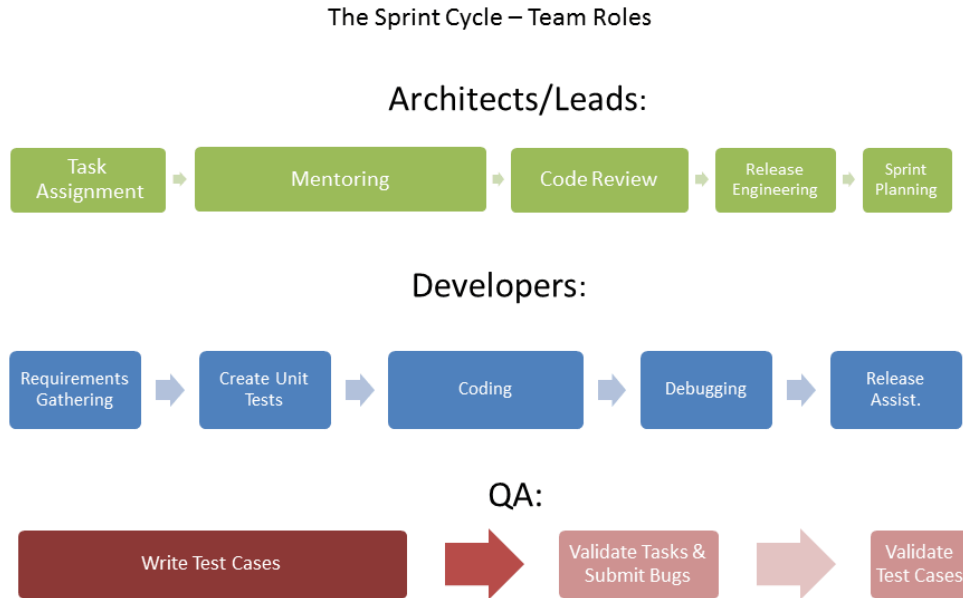 The Sprint Cycle – Team Roles
Architects/Leads:
Task
Assignment
Mentoring
Code Review
Release
Engineering
Sprint
Planning
Developers:
Requirements
Gathering
Create Unit
Tests
Coding
Debugging
Release
Assist.
QA:
Write Test Cases
Validate Tasks &
Submit Bugs
Validate
Test Cases